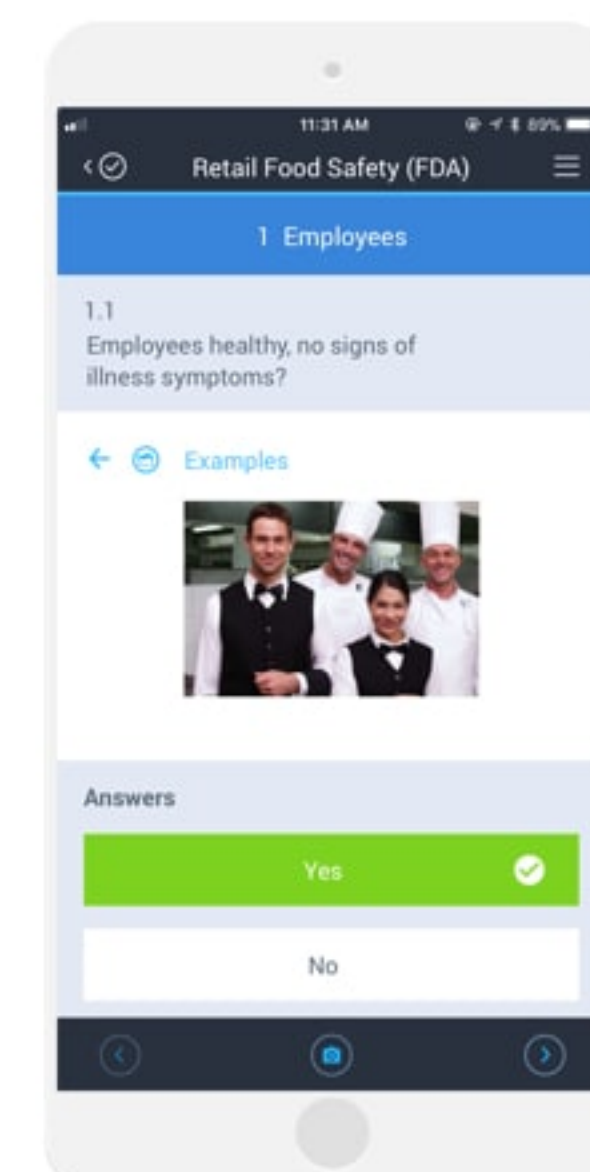 11:31 AM
89%
Retail Food Safety (FDA)
1 Employees
1.1
Employees healthy, no signs of
illness symptoms?
Examples
Answers
Yes
No